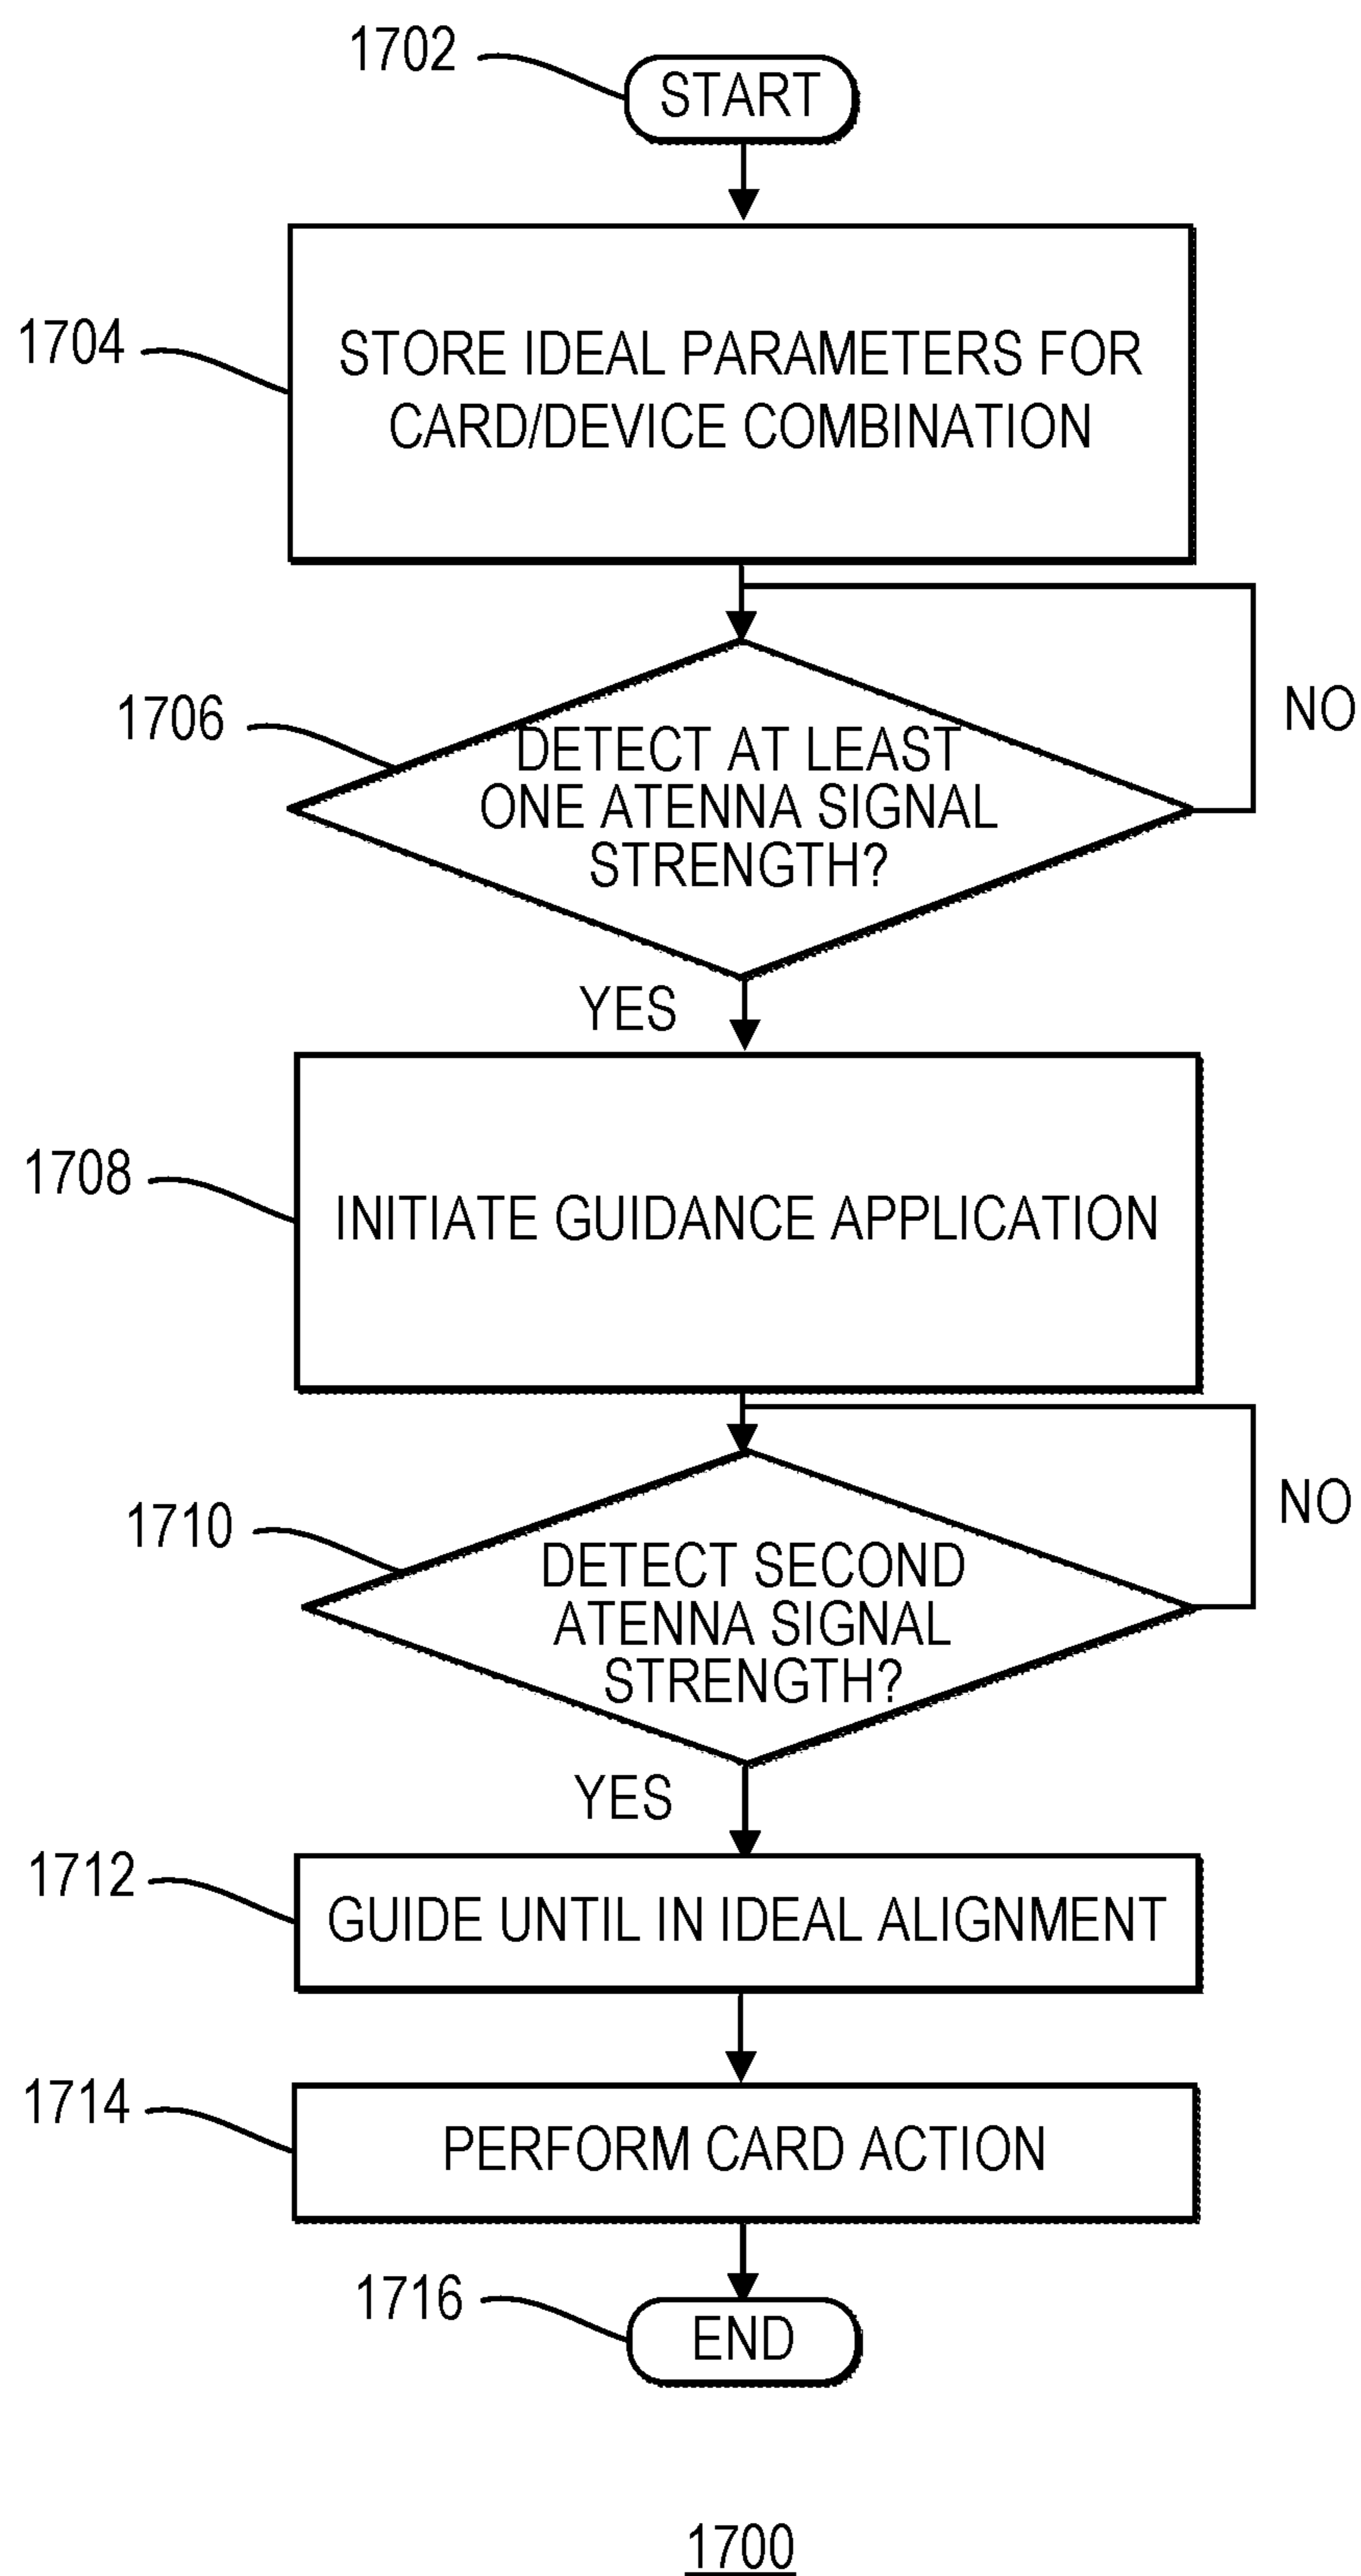 1702
START
1704
STORE IDEAL PARAMETERS FOR
CARD/DEVICE COMBINATION
1706
DETECT AT LEAST
ONE ATENNA SIGNAL
STRENGTH?
NO
YES
1708
INITIATE GUIDANCE APPLICATION
1710
DETECT SECOND
ATENNA SIGNAL
STRENGTH?
NO
YES
1712
GUIDE UNTIL IN IDEAL ALIGNMENT
1714
PERFORM CARD ACTION
1716
END
1700